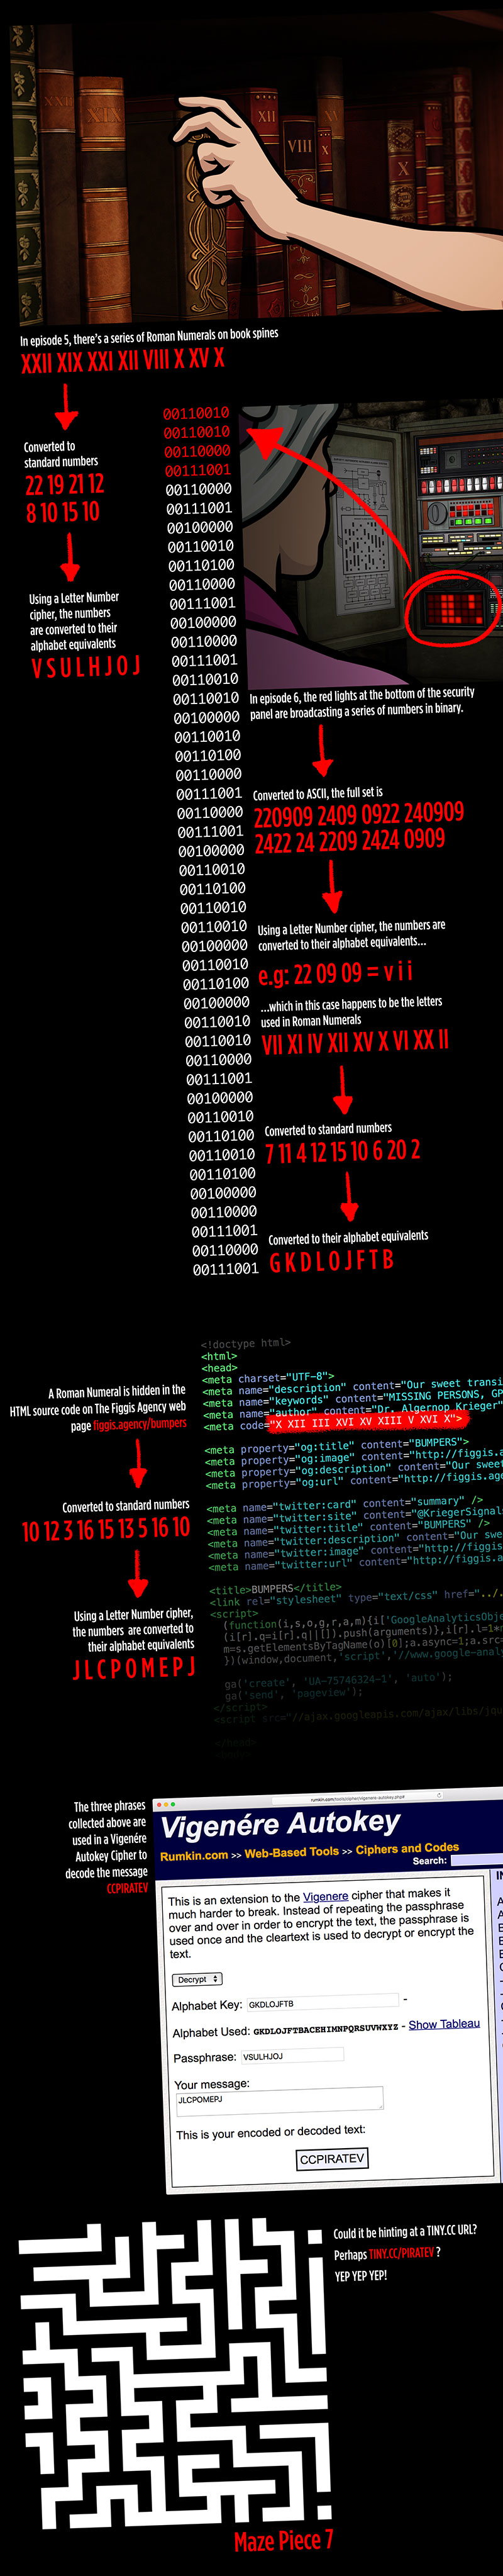 XXII
XIX
XII
VIII
XV
X
X
In episode 5, there's a series of Roman Numerals on book spines
XXII XIX XXI XII VIII X XV X
Converted to
standard numbers
22 19 21 12
8 10 15 10
Using a Letter Number
cipher, the numbers
are converted to their
alphabet equivalents
V S U L H J O J
00110010
00110010
00110000
00111001
00110000
00111001
00100000
00110010
00110100
00110000
00111001
00100000
00110000
00111001
00110010
00110010
00100000
00110010
00110100
00110000
00111001
00110000
00111001
00100000
00110010
00110100
00110010
00110010
00100000
00110010
00110100
00100000
00110010
00110010
00110000
00111001
00100000
00110010
00110100
00110010
00110100
00100000
00110000
00111001
00110000
00111001
In episode 6, the red lights at the bottom of the security
panel are broadcasting a series of numbers in binary.
Converted to ASCII, the full set is
220909 2409 0922 240909
2422 24 2209 2424 0909
Using a Letter Number cipher, the numbers are
converted to their alphabet equivalents...
e.g: 22 09 09 = v i i
...which in this case happens to be the letters
used in Roman Numerals
VII XI IV XII XV X VI XX II
Converted to standard numbers
7 11 4 12 15 10 6 20 2
Converted to their alphabet equivalents
G K D L O J F T B
A Roman Numeral is hidden in the
HTML source code on The Figgis Agency web
page figgis.agency/bumpers
Converted to standard numbers
10 12 3 16 15 13 5 16 10
Using a Letter Number cipher,
the numbers are converted to
their alphabet equivalents
J L C P O M E P J
<!doctype html>
<html>
<head>
<meta charset="UTF-8">
<meta name="description" content="Our sweet transi
<meta name="keywords" content="MISSING PERSONS, GP
<meta name="author" content="Dr. Algernop Krieger"
<meta code="X XII III XVI XV XIII V XVI X">
<meta property="og:title" content="BUMPERS">
<meta property="og:image" content="http://figgis.a
<meta property="og:description" content="Our sweet
<meta property="og:url" content="http://figgis.age
<meta name="twitter:card" content="summary" />
<meta name="twitter:site" content="@KriegerSignal
<meta name="twitter:title" content="BUMPERS" />
<meta name="twitter:description" content="Our swe
<meta name="twitter:image" content="http://figgis
<meta name="twitter:url" content="http://figgis.a
<title>BUMPERS</title>
<link rel="stylesheet" type="text/css" href="../.
<script>
(function(i,s,o,g,r,a,m){i['GoogleAnalyticsObje
(i[r].q=i[r].q||[]).push(arguments)},i[r].l=1*n
m=s.getElementsByTagName(o)[0];a.async=1;a.src=
})(window,document,'script','//www.google-analy
ga('create', 'UA-75746324-1', 'auto');
ga('send', 'pageview');
</script>
<script src="//ajax.googleapis.com/ajax/libs/jqu
The three phrases
collected above are
used in a Vigenére
Autokey Cipher to
decode the message
CCPIRATEV
Vigenére Autokey
Rumkin.com >> Web-Based Tools >> Ciphers and Codes
Search:
This is an extension to the Vigenere cipher that makes it
much harder to break. Instead of repeating the passphrase
over and over in order to encrypt the text, the passphrase is
used once and the cleartext is used to decrypt or encrypt the
text.
Decrypt
Alphabet Key: GKDLOJFTB -
Alphabet Used: GKDLOJFTBACEHIMNPQRSUVWXYZ - Show Tableau
Passphrase: VSULHJOJ
Your message:
JLCPOMEPJ
This is your encoded or decoded text:
CCPIRATEV
Could it be hinting at a TINY.CC URL?
Perhaps TINY.CC/PIRATEV ?
YEP YEP YEP!
Maze Piece 7